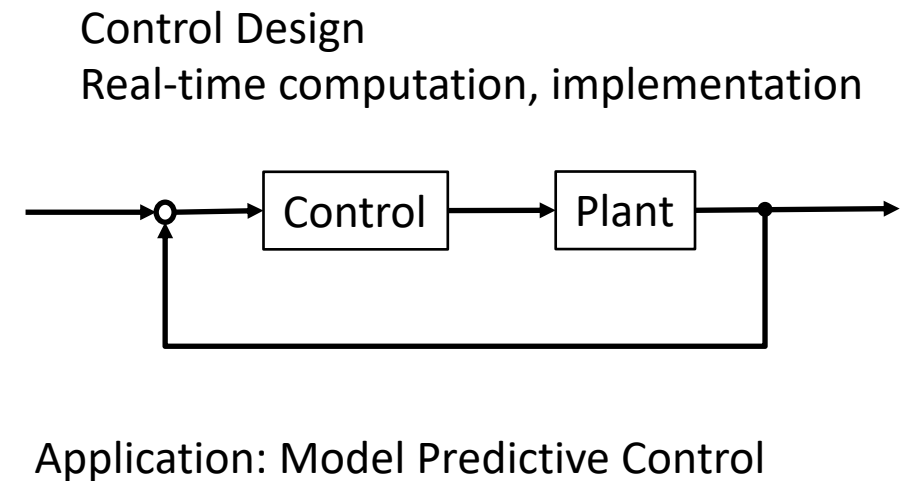 Control Design
Real-time computation, implementation
Control
Plant
Application: Model Predictive Control